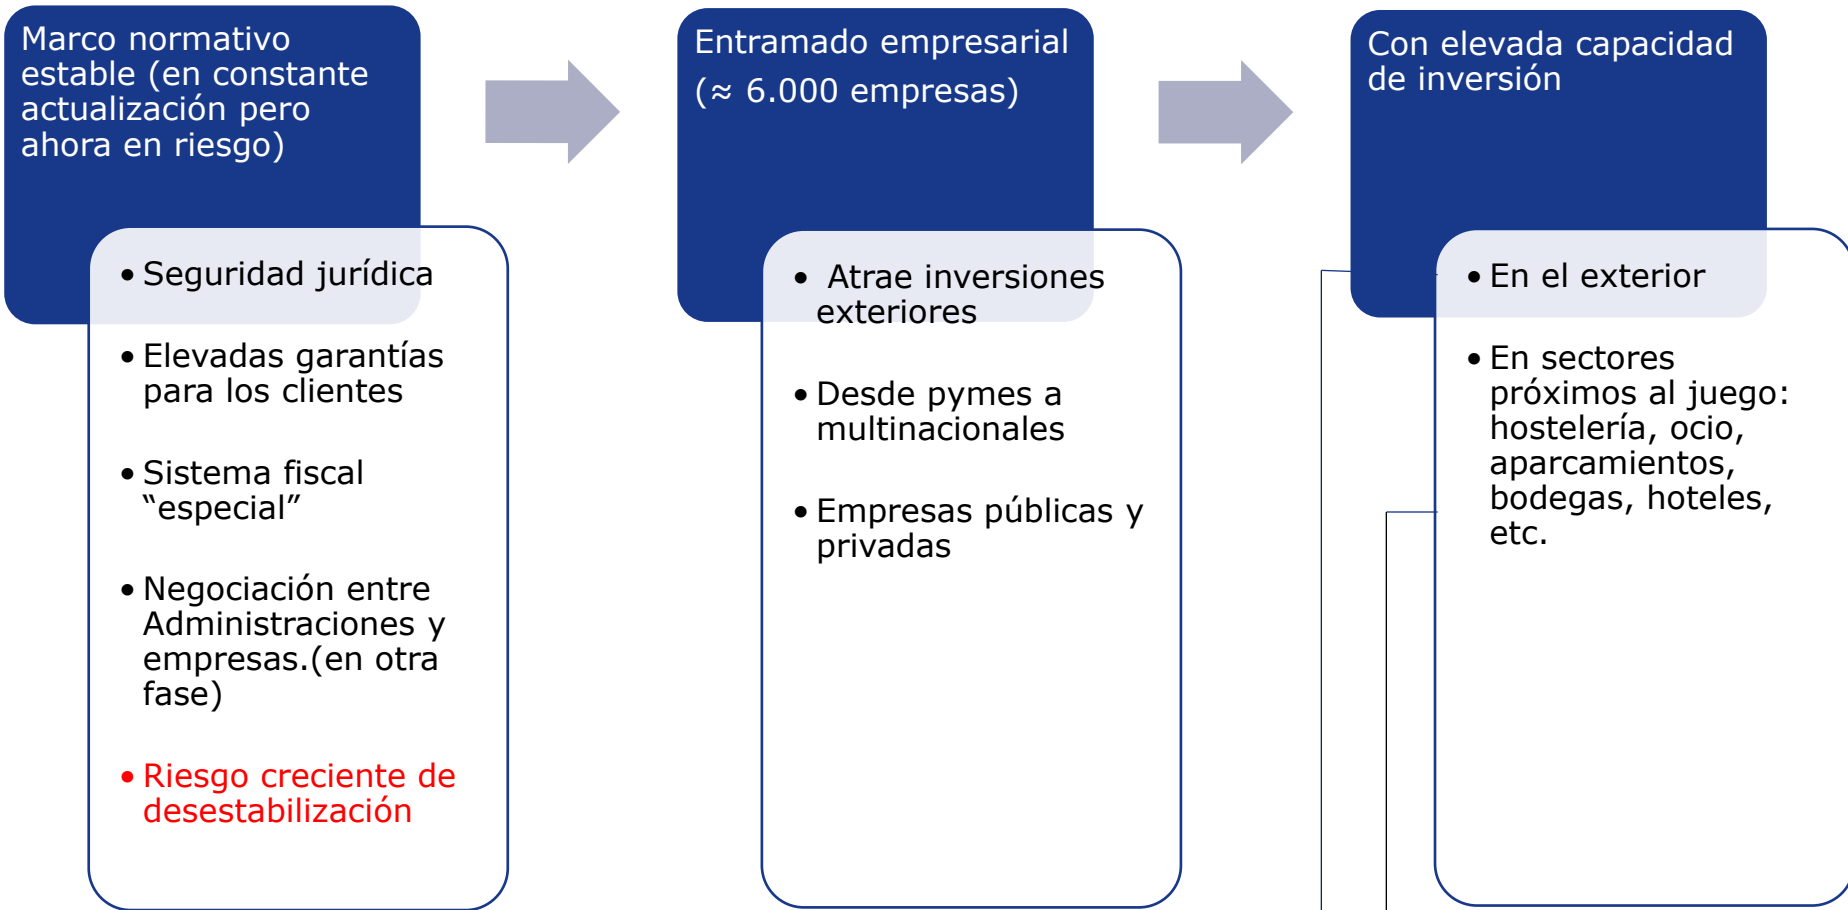 Marco normativo
estable (en constante
actualización pero
ahora en riesgo)
• Seguridad jurídica
• Elevadas garantías
para los clientes
• Sistema fiscal
“especial”
• Negociación entre
Administraciones y
empresas.(en otra
fase)
• Riesgo creciente de
desestabilización
Entramado empresarial
(≈ 6.000 empresas)
• Atrae inversiones
exteriores
• Desde pymes a
multinacionales
• Empresas públicas y
privadas
Con elevada capacidad
de inversión
• En el exterior
• En sectores
próximos al juego:
hostelería, ocio,
aparcamientos,
bodegas, hoteles,
etc.